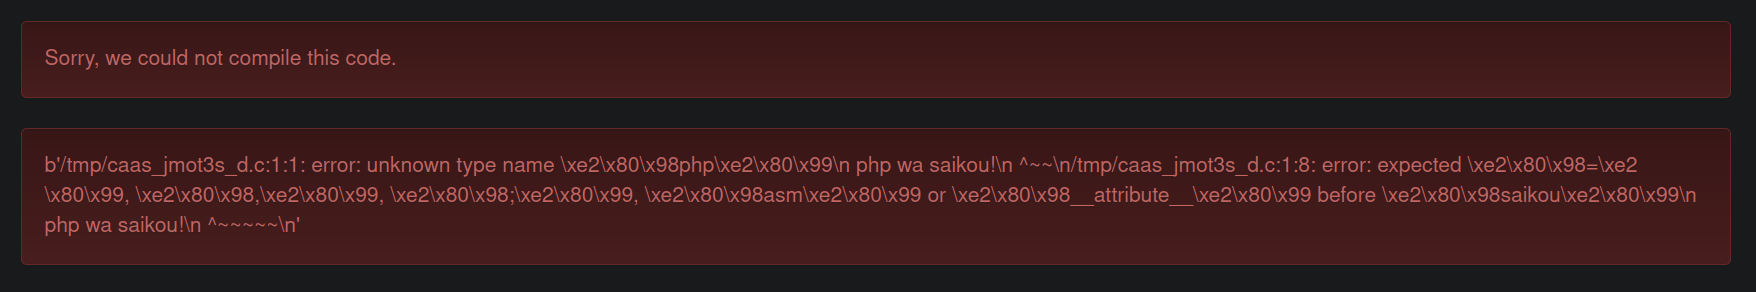 Sorry, we could not compile this code.
b'/tmp/caas_jmot3s_d.c:1:1: error: unknown type name \xe2\x80\x98php\xe2\x80\x99\n php wa saikou!\n ^~~\n/tmp/caas_jmot3s_d.c:1:8: error: expected \xe2\x80\x98=\xe2
\x80\x99, \xe2\x80\x98,\xe2\x80\x99, \xe2\x80\x98;\xe2\x80\x99, \xe2\x80\x98asm\xe2\x80\x99 or \xe2\x80\x98__attribute__\xe2\x80\x99 before \xe2\x80\x98saikou\xe2\x80\x99\n
php wa saikou!\n ^~~~~~\n'